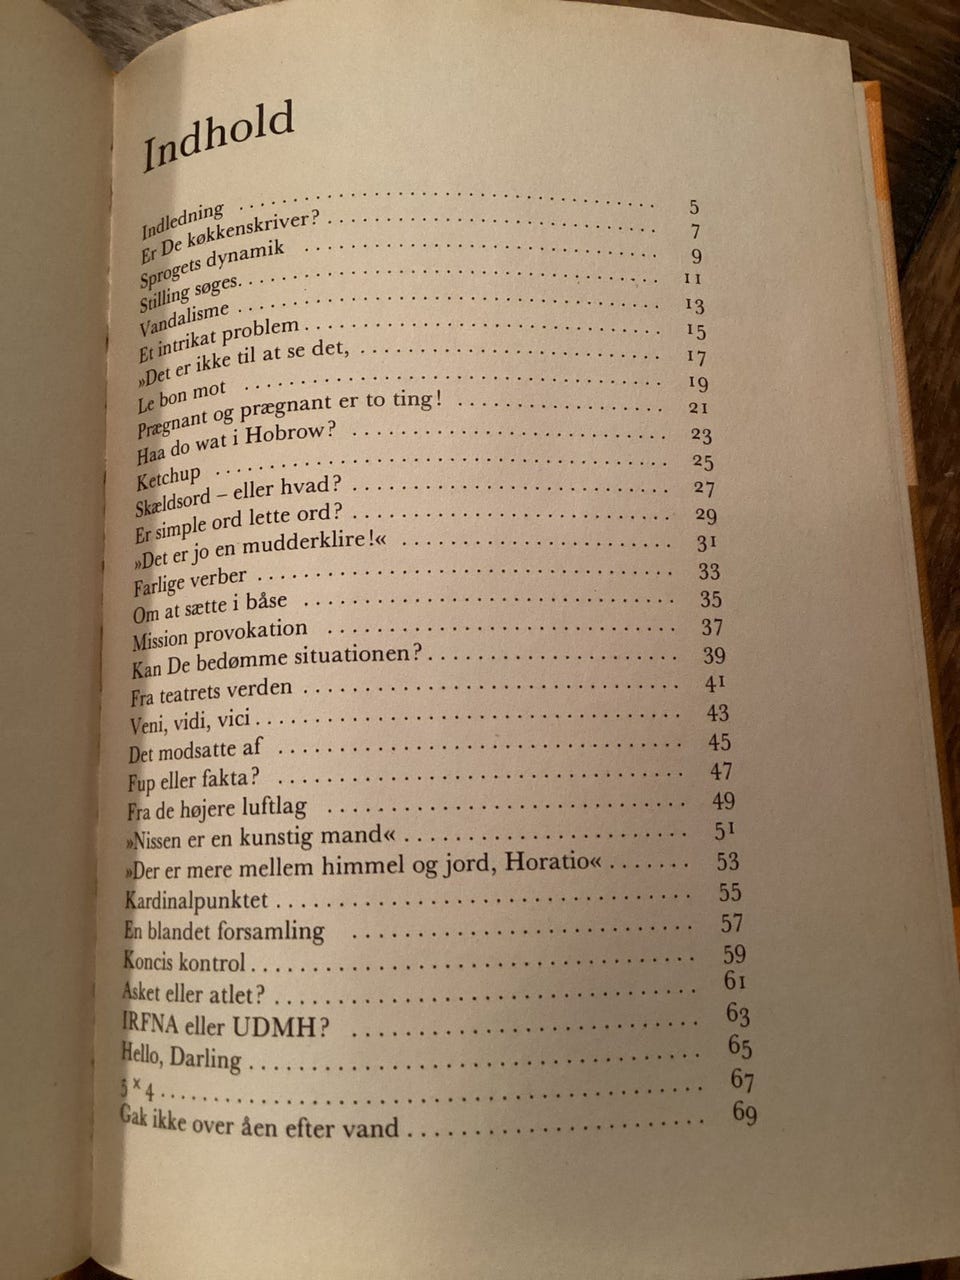 Indhold
Indledning . . . . . . . . . . . . . . . . . . . . . . . . . . . . . . . 5
Er De køkkenskriver? . . . . . . . . . . . . . . . . . . . . . . . . 7
Sprogets dynamik . . . . . . . . . . . . . . . . . . . . . . . . . . 9
Stilling søges. . . . . . . . . . . . . . . . . . . . . . . . . . . . . . . 11
Vandalisme . . . . . . . . . . . . . . . . . . . . . . . . . . . . . . . 13
Et intrikat problem . . . . . . . . . . . . . . . . . . . . . . . . . . 15
»Det er ikke til at se det, . . . . . . . . . . . . . . . . . . . . . . 17
Le bon mot . . . . . . . . . . . . . . . . . . . . . . . . . . . . . . . 19
Prægnant og prægnant er to ting! . . . . . . . . . . . . . . . 21
Haa do wat i Hobrow? . . . . . . . . . . . . . . . . . . . . . . . 23
Ketchup . . . . . . . . . . . . . . . . . . . . . . . . . . . . . . . . . 25
Skældsord – eller hvad? . . . . . . . . . . . . . . . . . . . . . . 27
Er simple ord lette ord? . . . . . . . . . . . . . . . . . . . . . . 29
»Det er jo en mudderklire!« . . . . . . . . . . . . . . . . . . . 31
Farlige verber . . . . . . . . . . . . . . . . . . . . . . . . . . . . . 33
Om at sætte i båse . . . . . . . . . . . . . . . . . . . . . . . . . 35
Mission provokation . . . . . . . . . . . . . . . . . . . . . . . . 37
Kan De bedømme situationen? . . . . . . . . . . . . . . . . . 39
Fra teatrets verden . . . . . . . . . . . . . . . . . . . . . . . . . 41
Veni, vidi, vici . . . . . . . . . . . . . . . . . . . . . . . . . . . . . 43
Det modsatte af . . . . . . . . . . . . . . . . . . . . . . . . . . . 45
Fup eller fakta? . . . . . . . . . . . . . . . . . . . . . . . . . . . 47
Fra de højere luftlag . . . . . . . . . . . . . . . . . . . . . . . . 49
»Nissen er en kunstig mand« . . . . . . . . . . . . . . . . . . 51
»Der er mere mellem himmel og jord, Horatio« . . . . . . . 53
Kardinalpunktet . . . . . . . . . . . . . . . . . . . . . . . . . . . 55
En blandet forsamling . . . . . . . . . . . . . . . . . . . . . . . 57
Koncis kontrol . . . . . . . . . . . . . . . . . . . . . . . . . . . . 59
Asket eller atlet? . . . . . . . . . . . . . . . . . . . . . . . . . . . 61
IRFNA eller UDMH? . . . . . . . . . . . . . . . . . . . . . . . 63
Hello, Darling . . . . . . . . . . . . . . . . . . . . . . . . . . . . 65
5 × 4 . . . . . . . . . . . . . . . . . . . . . . . . . . . . . . . . . . 67
Gak ikke over åen efter vand . . . . . . . . . . . . . . . . . . 69